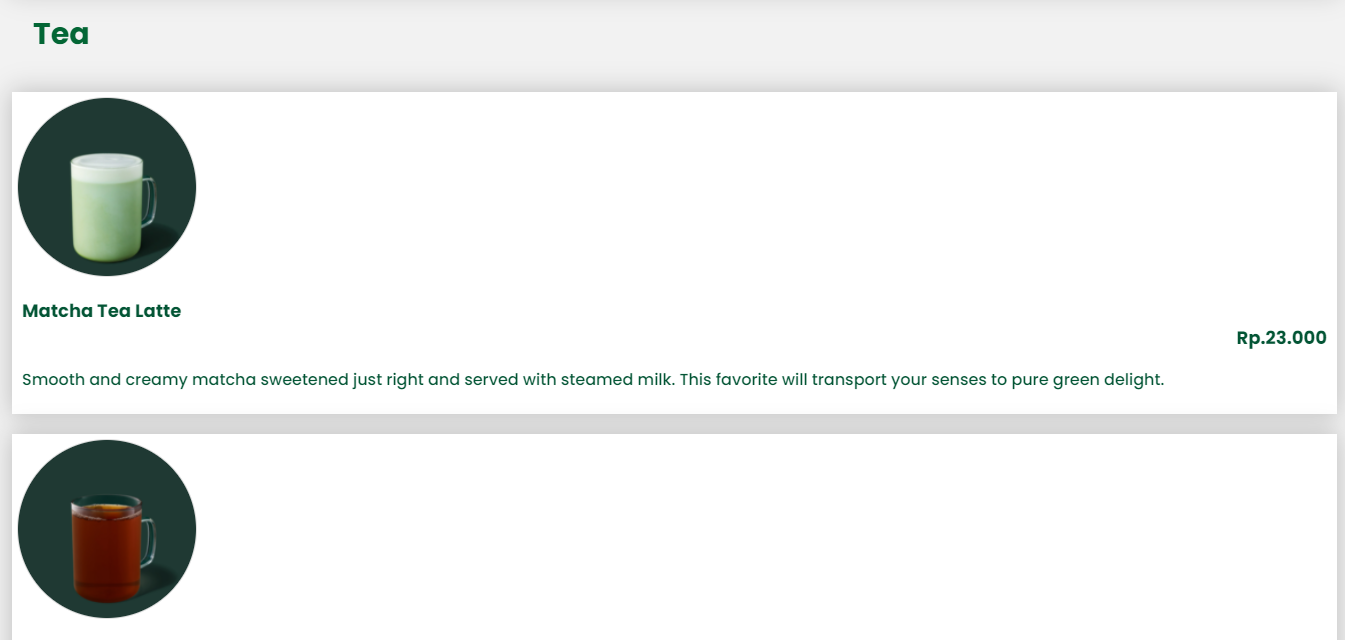 Tea
Matcha Tea Latte
Rp.23.000
Smooth and creamy matcha sweetened just right and served with steamed milk. This favorite will transport your senses to pure green delight.